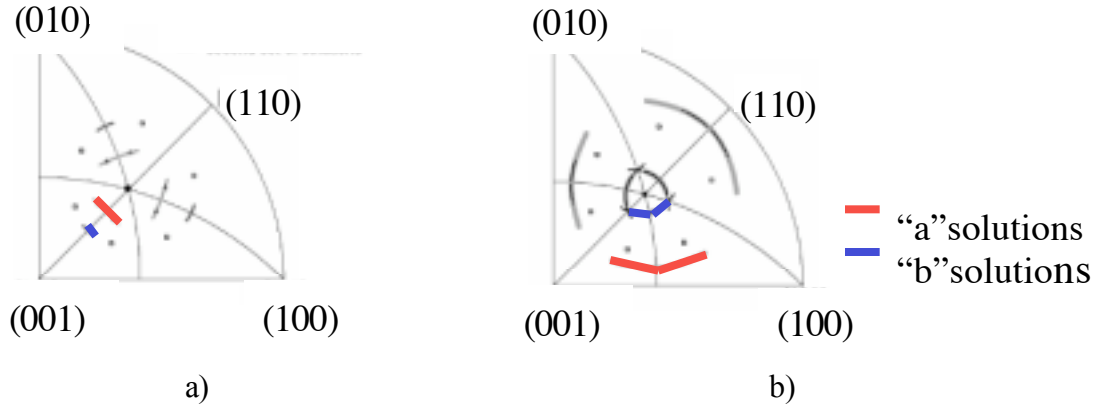 (010)
(110)
(001)
(100)
a)
(010)
(110)
(001)
(100)
b)
“a”solutions
“b”solutions